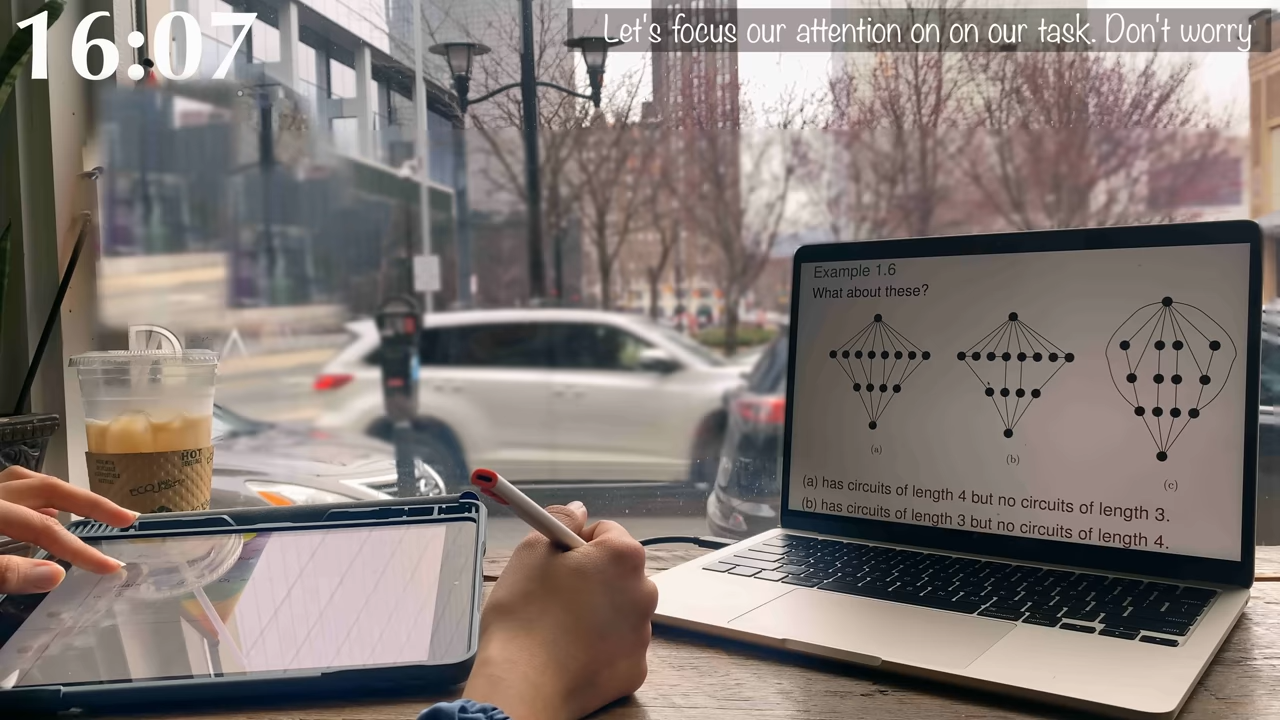 16:07
Let's focus our attention on on our task. Don't worry
Example 1.6
What about these?
(a)
(b)
(c)
(a) has circuits of length 4 but no circuits of length 3.
(b) has circuits of length 3 but no circuits of length 4.
HOT
ECO